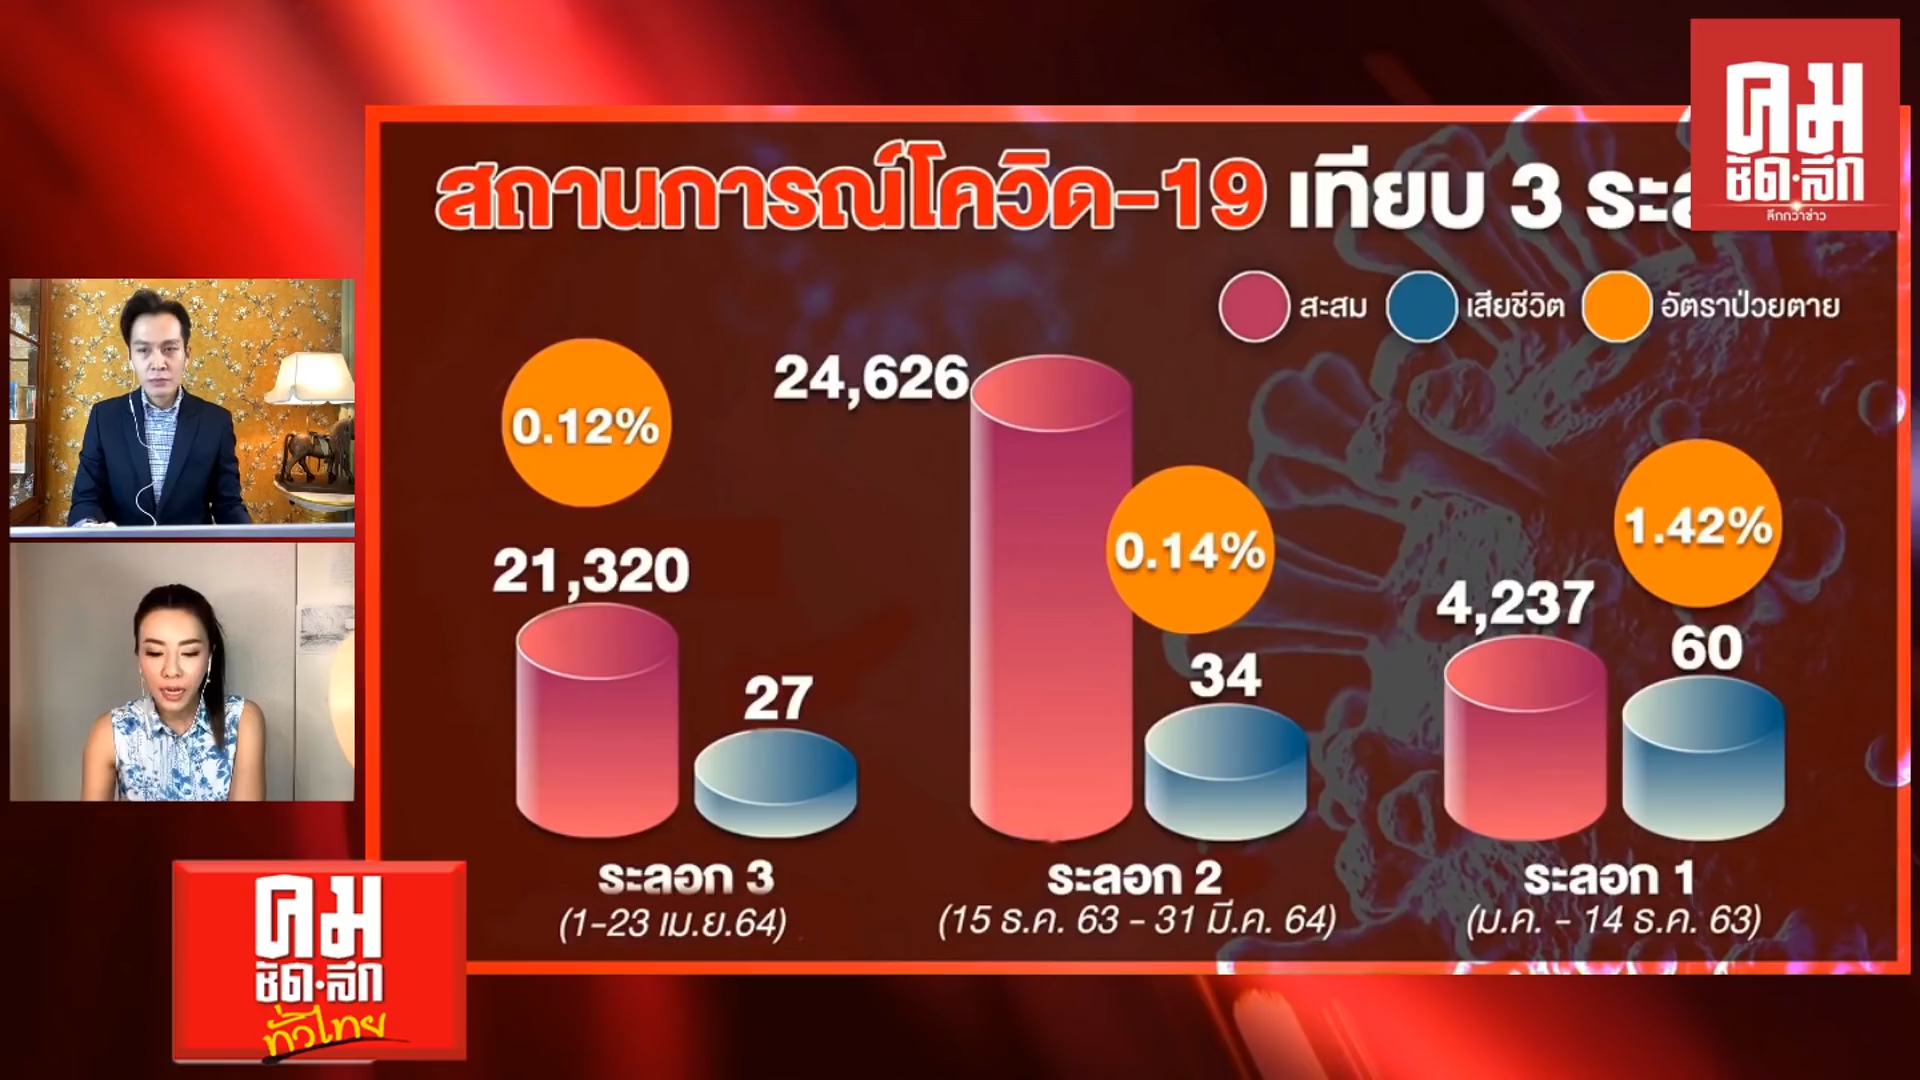 คม
ชัด·ลึก
ลึกกว่าข่าว
สถานการณ์โควิด-19 เทียบ 3
สะสม เสียชีวิต อัตราป่วยตาย
0.12%
21,320
27
24,626
0.14%
34
1.42%
4,237
60
ระลอก 3
(1-23 เม.ย.64)
ระลอก 2
(15 ธ.ค. 63 - 31 มี.ค. 64)
ระลอก 1
(ม.ค. - 14 ธ.ค. 63)
คม
ชัด·ลึก
ทั่วไทย